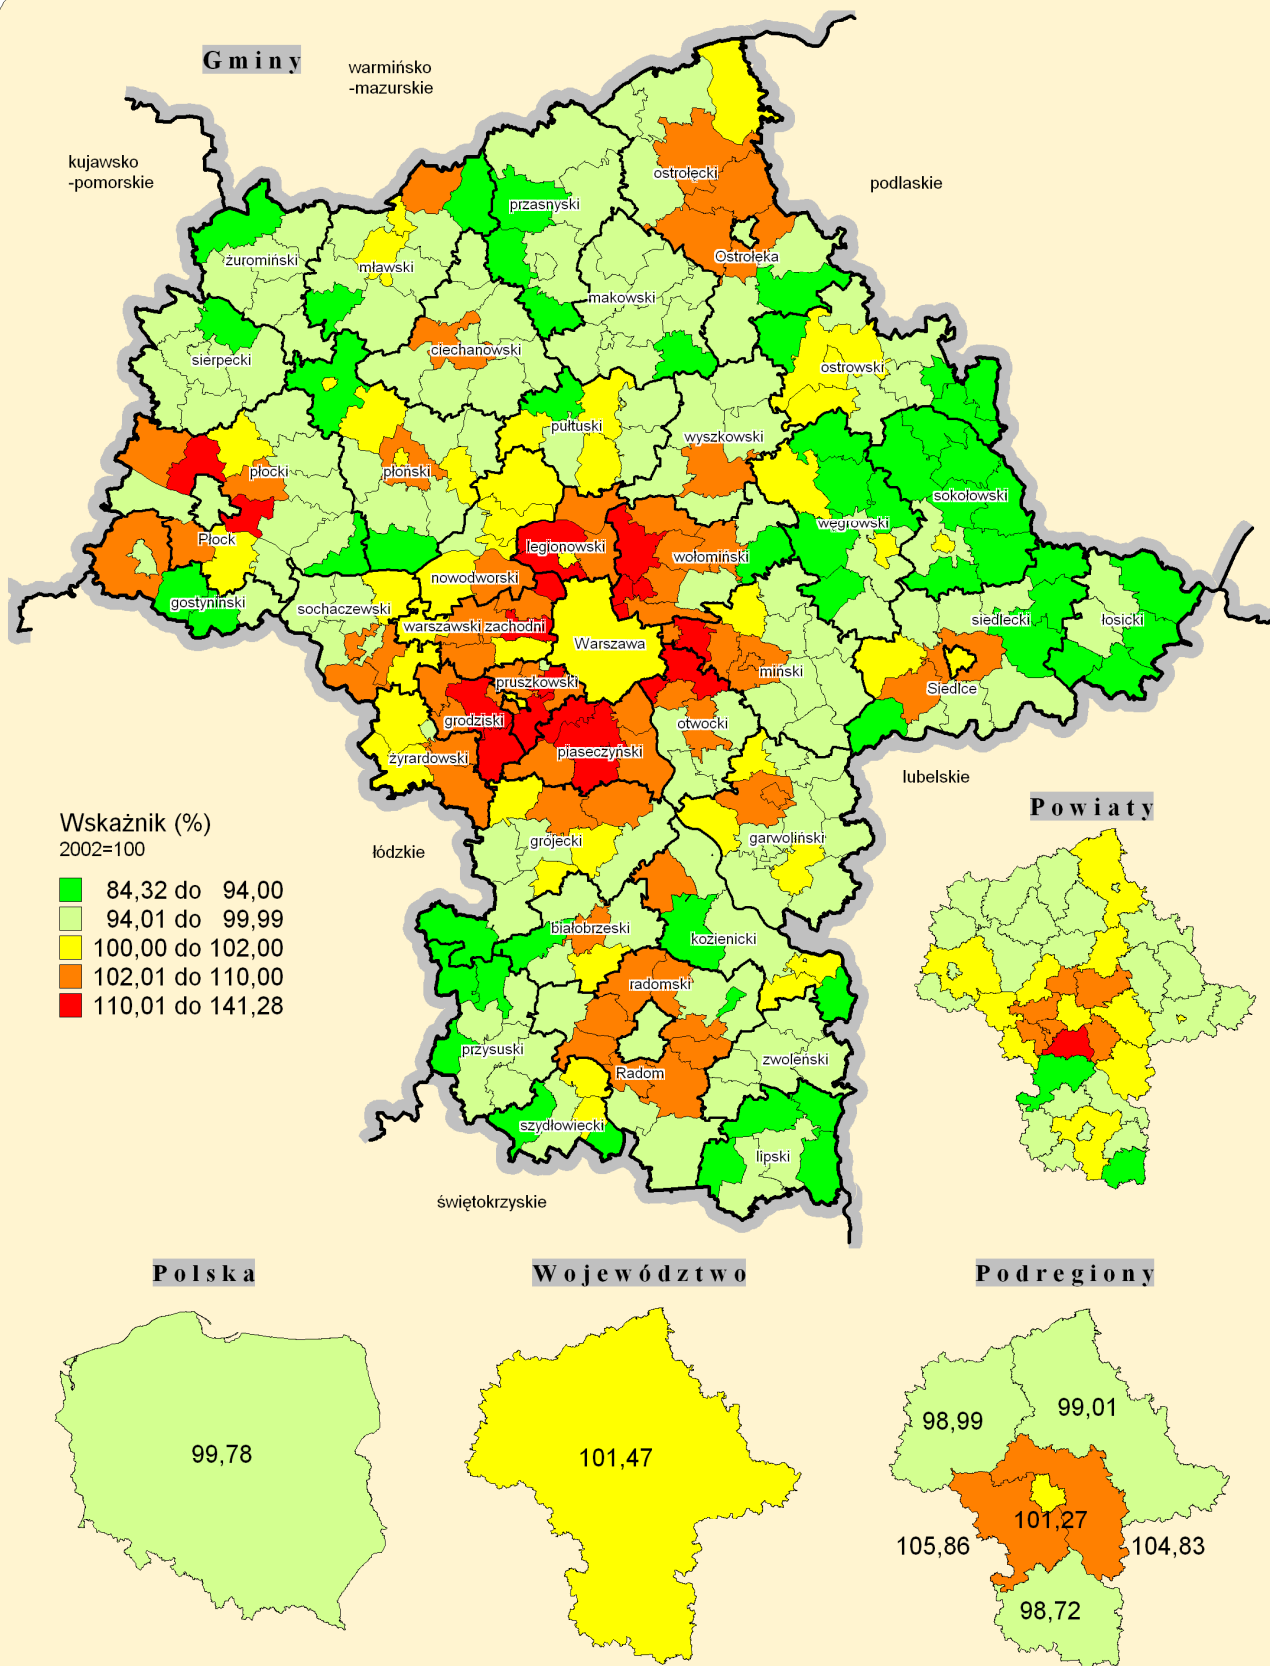 Gminy
warmińsko
-mazurskie
kujawsko
-pomorskie
podlaskie
ostrołęcki
przasnyski
Ostrołęka
żuromiński
mławski
makowski
sierpecki
ciechanowski
ostrowski
pułtuski
wyszkowski
płocki
płoński
sokołowski
węgrowski
Płock
legionowski
wołomiński
nowodworski
gostyniński
sochaczewski
siedlecki
łosicki
warszawski zachodni
Warszawa
miński
pruszkowski
Siedlce
grodziski
otwocki
piaseczyński
żyrardowski
lubelskie
Powiaty
Wskaźnik (%)
2002=100
łódzkie
grójecki
garwoliński
84,32 do 94,00
94,01 do 99,99
100,00 do 102,00
102,01 do 110,00
110,01 do 141,28
białobrzeski
kozienicki
radomski
przysuski
zwoleński
Radom
szydłowiecki
lipski
świętokrzyskie
Polska
Województwo
Podregiony
99,78
101,47
98,99
99,01
101,27
105,86
104,83
98,72